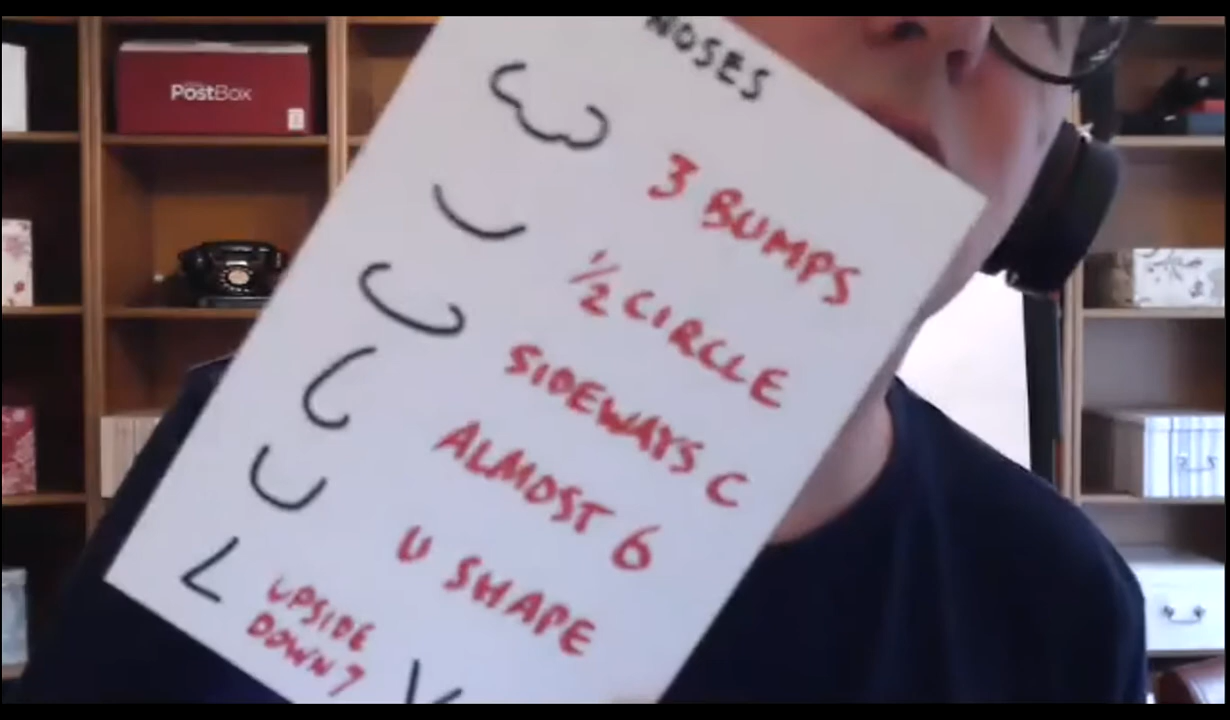 PostBox
NOSES
3 BUMPS
1/2 CIRCLE
SIDEWAYS C
ALMOST 6
U SHAPE
UPSIDE
DOWN 7